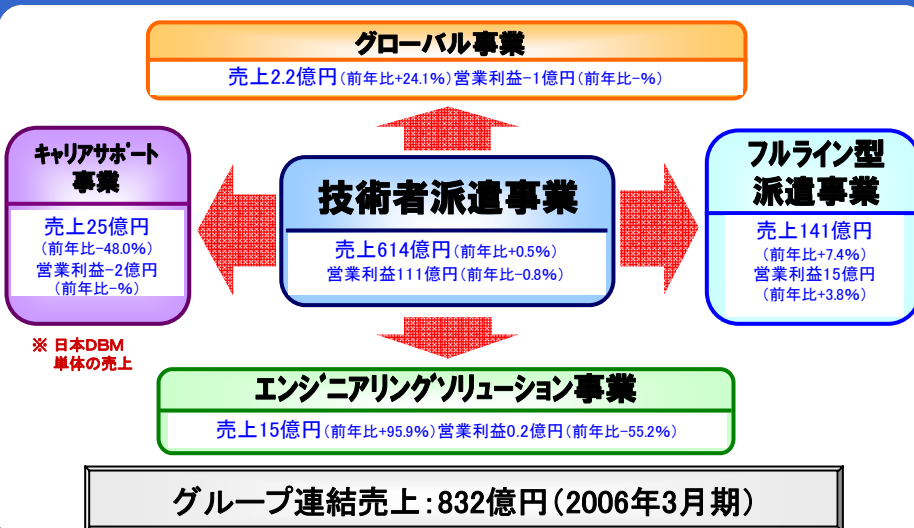 グローバル事業
売上2.2億円(前年比+24.1%)営業利益-1億円(前年比-%)
キャリアサポート
事業
売上25億円
(前年比-48.0%)
営業利益-2億円
(前年比-%)
※ 日本DBM
単体の売上
技術者派遣事業
売上614億円(前年比+0.5%)
営業利益111億円(前年比-0.8%)
フルライン型
派遣事業
売上141億円
(前年比+7.4%)
営業利益15億円
(前年比+3.8%)
エンジニアリングソリューション事業
売上15億円(前年比+95.9%)営業利益0.2億円(前年比-55.2%)
グループ連結売上:832億円(2006年3月期)